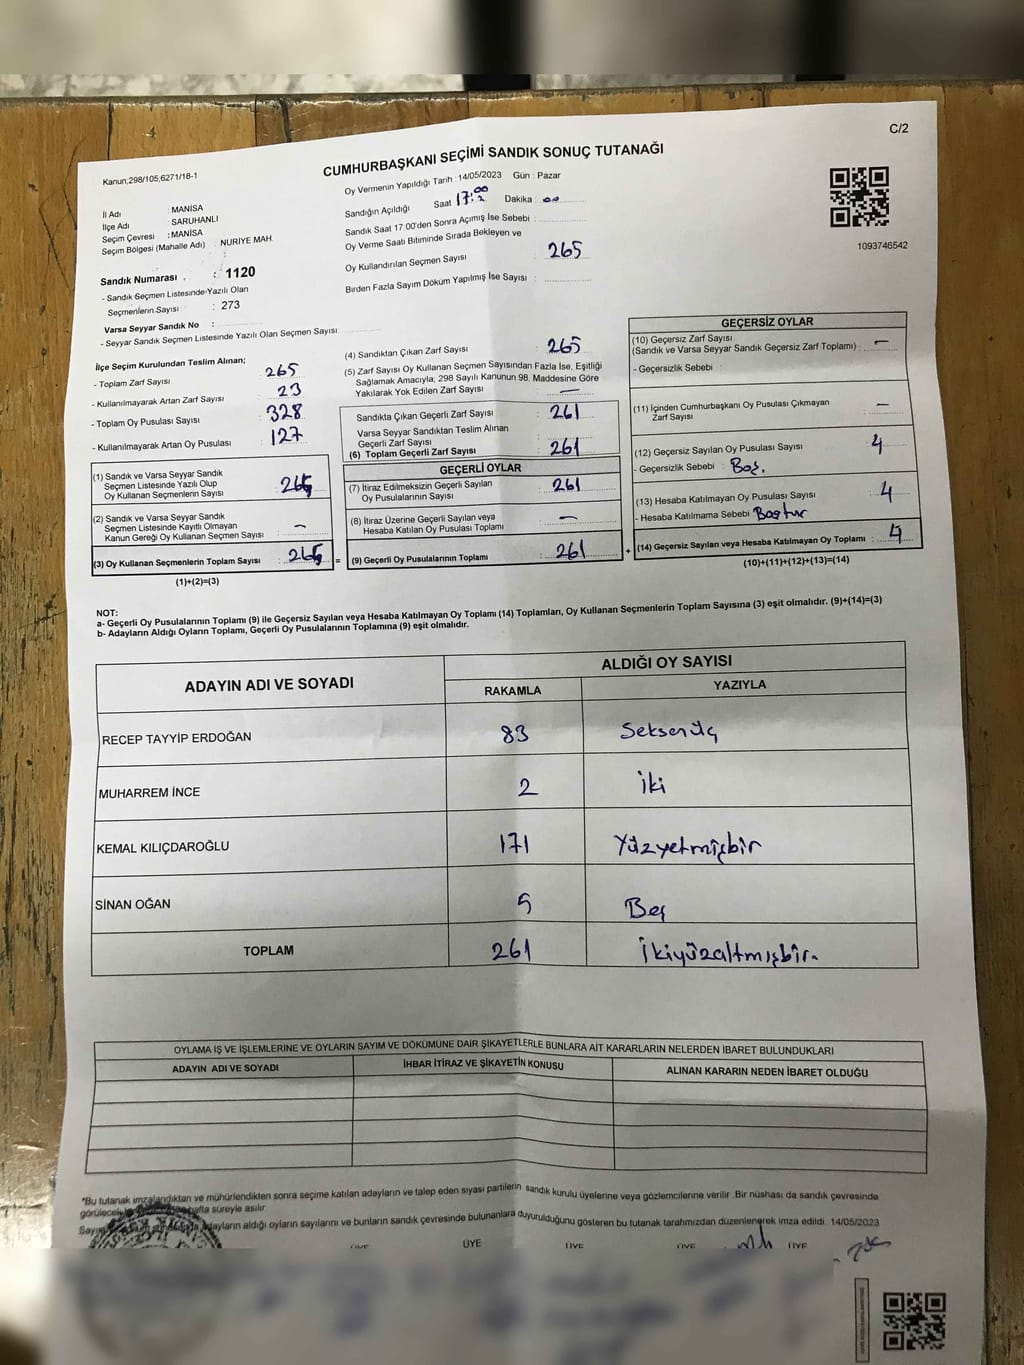 C/2
CUMHURBAŞKANI SEÇİMİ SANDIK SONUÇ TUTANAĞI
Kanun;298/105,6271/18-1
Oy Vermenin Yapıldığı Tarih : 14/05/2023 Gün : Pazar
İl Adı : MANİSA
İlçe Adı : SARUHANLI
Seçim Çevresi : MANİSA
Seçim Bölgesi (Mahalle Adı) : NURİYE MAH.
Sandığın Açıldığı Saat 17:00 Dakika :
Sandık Saat 17:00'den Sonra Açımış İse Sebebi :
Oy Verme Saati Bitiminde Sırada Bekleyen ve
Oy Kullandırılan Seçmen Sayısı : 265
Birden Fazla Sayım Döküm Yapılmış İse Sayısı :
1093746542
Sandık Numarası : 1120
- Sandık Seçmen Listesinde Yazılı Olan
Seçmenlerin Sayısı : 273
Varsa Seyyar Sandık No :
- Seyyar Sandık Seçmen Listesinde Yazılı Olan Seçmen Sayısı
İlçe Seçim Kurulundan Teslim Alınan;
- Toplam Zarf Sayısı : 265
- Kullanılmayarak Artan Zarf Sayısı : 23
- Toplam Oy Pusulası Sayısı : 328
- Kullanılmayarak Artan Oy Pusulası : 127
(1) Sandık ve Varsa Seyyar Sandık
Seçmen Listesinde Yazılı Olup
Oy Kullanan Seçmenlerin Sayısı : 265
(2) Sandık ve Varsa Seyyar Sandık
Seçmen Listesinde Kayıtlı Olmayan
Kanun Gereği Oy Kullanan Seçmen Sayısı : -
(3) Oy Kullanan Seçmenlerin Toplam Sayısı : 265 =
(1)+(2)=(3)
(4) Sandıktan Çıkan Zarf Sayısı : 265
(5) Zarf Sayısı Oy Kullanan Seçmen Sayısından Fazla İse, Eşitliği
Sağlamak Amacıyla, 298 Sayılı Kanunun 98. Maddesine Göre
Yakılarak Yok Edilen Zarf Sayısı : -
Sandıkta Çıkan Geçerli Zarf Sayısı : 261
Varsa Seyyar Sandıktan Teslim Alınan
Geçerli Zarf Sayısı :
(6) Toplam Geçerli Zarf Sayısı : 261
GEÇERLİ OYLAR
(7) İtiraz Edilmeksizin Geçerli Sayılan
Oy Pusulalarının Sayısı : 261
(8) İtiraz Üzerine Geçerli Sayılan veya
Hesaba Katılan Oy Pusulası Toplamı : -
(9) Geçerli Oy Pusulalarının Toplamı : 261 +
GEÇERSİZ OYLAR
(10) Geçersiz Zarf Sayısı
(Sandık ve Varsa Seyyar Sandık Geçersiz Zarf Toplamı) : -
- Geçersizlik Sebebi :
(11) İçinden Cumhurbaşkanı Oy Pusulası Çıkmayan
Zarf Sayısı : -
(12) Geçersiz Sayılan Oy Pusulası Sayısı : 4
- Geçersizlik Sebebi : Boş.
(13) Hesaba Katılmayan Oy Pusulası Sayısı : 4
- Hesaba Katılmama Sebebi : Boştur
(14) Geçersiz Sayılan veya Hesaba Katılmayan Oy Toplamı : 4
(10)+(11)+(12)+(13)=(14)
NOT:
a- Geçerli Oy Pusulalarının Toplamı (9) ile Geçersiz Sayılan veya Hesaba Katılmayan Oy Toplamı (14) Toplamları, Oy Kullanan Seçmenlerin Toplam Sayısına (3) eşit olmalıdır. (9)+(14)=(3)
b- Adayların Aldığı Oyların Toplamı, Geçerli Oy Pusulalarının Toplamına (9) eşit olmalıdır.
ADAYIN ADI VE SOYADI ALDIĞI OY SAYISI
RAKAMLA YAZIYLA
RECEP TAYYİP ERDOĞAN 83 Seksenüç
MUHARREM İNCE 2 İki
KEMAL KILIÇDAROĞLU 171 Yüzyetmişbir
SİNAN OĞAN 5 Beş
TOPLAM 261 İkiyüzaltmışbir.
OYLAMA İŞ VE İŞLEMLERİNE VE OYLARIN SAYIM VE DÖKÜMÜNE DAİR ŞİKAYETLERLE BUNLARA AİT KARARLARIN NELERDEN İBARET BULUNDUKLARI
ADAYIN ADI VE SOYADI İHBAR İTİRAZ VE ŞİKAYETİN KONUSU ALINAN KARARIN NEDEN İBARET OLDUĞU
*Bu tutanak imzalandıktan ve mühürlendikten sonra seçime katılan adayların ve talep eden siyasi partilerin sandık kurulu üyelerine veya gözlemcilerine verilir .Bir nüshası da sandık çevresinde
hafta süreyle asılır.
adayların aldığı oyların sayılarını ve bunların sandık çevresinde bulunanlara duyurulduğunu gösteren bu tutanak tarafımızdan düzenlenerek imza edildi. 14/05/2023
ÜYE ÜYE ÜYE ÜYE ÜYE